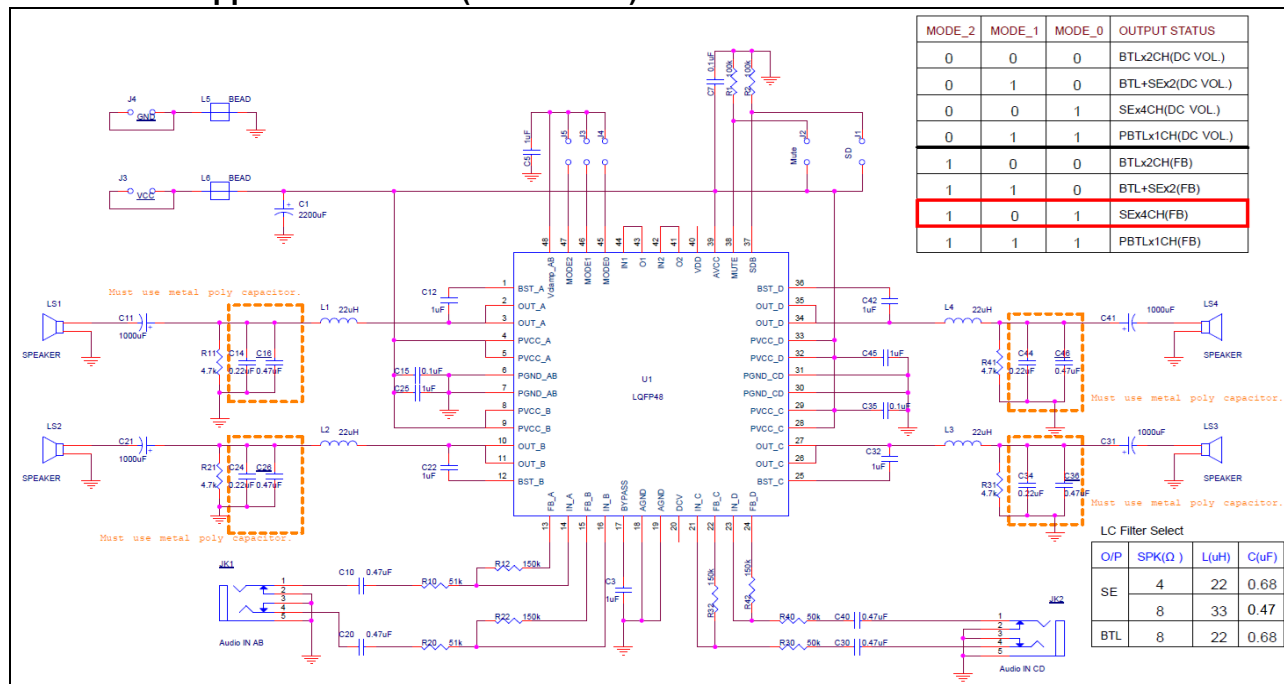 MODE_2 MODE_1 MODE_0 OUTPUT STATUS
0 0 0 BTLx2CH(DC VOL.)
0 1 0 BTL+SEx2(DC VOL.)
0 0 1 SEx4CH(DC VOL.)
0 1 1 PBTLx1CH(DC VOL.)
1 0 0 BTLx2CH(FB)
1 1 0 BTL+SEx2(FB)
1 0 1 SEx4CH(FB)
1 1 1 PBTLx1CH(FB)
J4
GND
L5 BEAD
J3
VCC
L6 BEAD
C1
2200uF
C5 1uF
J5
J3
J4
C7 0.1uF
R1 100k
R2 100k
J2
Mute
J1
SD
48 47 46 45 44 43 42 41 40 39 38 37
Vdamp_AB MODE2 MODE1 MODE0 IN1 O1 IN2 O2 VDD AVCC MUTE SDB
1 BST_A
2 OUT_A
3 OUT_A
4 PVCC_A
5 PVCC_A
6 PGND_AB
7 PGND_AB
8 PVCC_B
9 PVCC_B
10 OUT_B
11 OUT_B
12 BST_B
U1
LQFP48
BST_D 36
OUT_D 35
OUT_D 34
PVCC_D 33
PVCC_D 32
PGND_CD 31
PGND_CD 30
PVCC_C 29
PVCC_C 28
OUT_C 27
OUT_C 26
BST_C 25
FB_A IN_A FB_B IN_B BYPASS AGND AGND DCV IN_C FB_C IN_D FB_D
13 14 15 16 17 18 19 20 21 22 23 24
Must use metal poly capacitor.
LS1
SPEAKER
C11
1000uF
R11
4.7k
C14
0.22uF
C16
0.47uF
L1 22uH
C12
1uF
C15 0.1uF
C25 1uF
LS2
SPEAKER
C21
1000uF
R21
4.7k
C24
0.22uF
C26
0.47uF
L2 22uH
C22
1uF
Must use metal poly capacitor.
C42
1uF
L4 22uH
C41
1000uF
LS4
SPEAKER
R41
4.7k
C44
0.22uF
C46
0.47uF
C45 1uF
C35 0.1uF
Must use metal poly capacitor.
C32
1uF
L3 22uH
C31
1000uF
LS3
SPEAKER
R31
4.7k
C34
0.22uF
C36
0.47uF
Must use metal poly capacitor.
JK1
1
2
3
4
5
Audio IN AB
C10 0.47uF
R10 51k
R12 150k
C20 0.47uF
R20 51k
R22 150k
C3
1uF
R32 150k
R42 150k
R40 50k
C40 0.47uF
R30 50k
C30 0.47uF
JK2
1
2
3
4
5
Audio IN CD
LC Filter Select
O/P SPK(Ω ) L(uH) C(uF)
SE 4 22 0.68
8 33 0.47
BTL 8 22 0.68